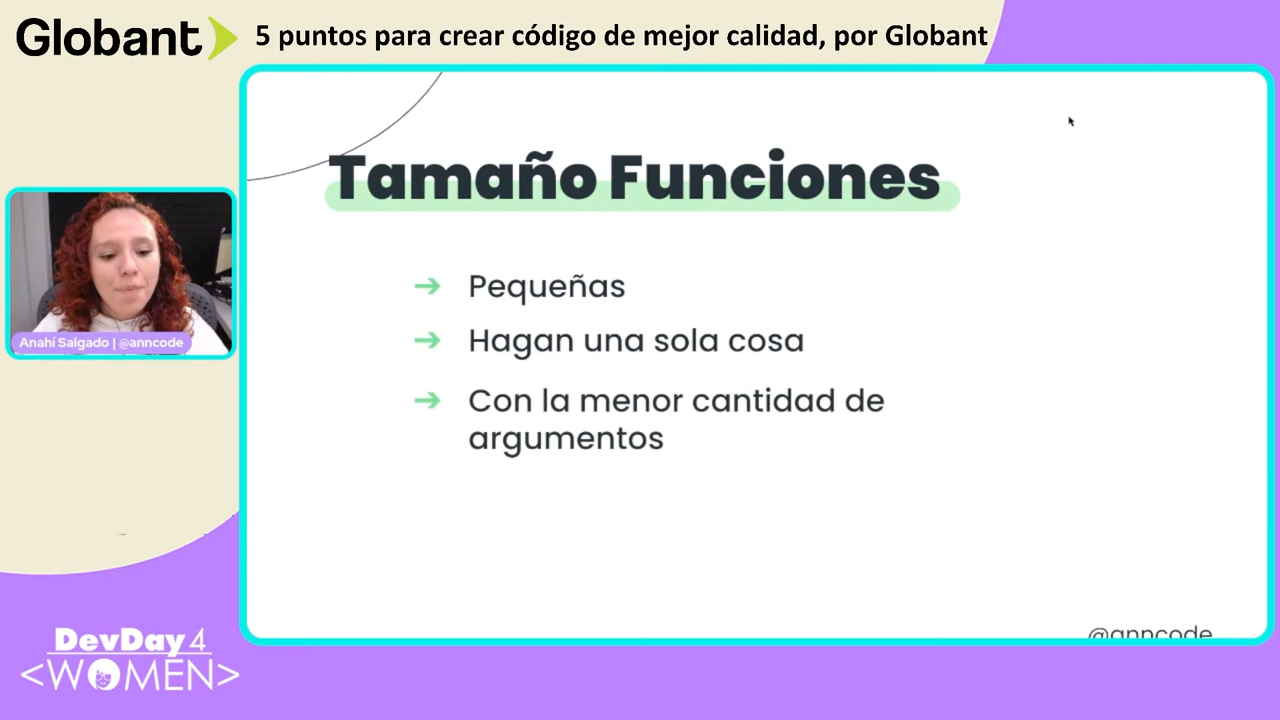 Globant
5 puntos para crear código de mejor calidad, por Globant
Tamaño Funciones
➔ Pequeñas
➔ Hagan una sola cosa
➔ Con la menor cantidad de
argumentos
@anncode
Anahí Salgado | @anncode
DevDay 4
<WOMEN>